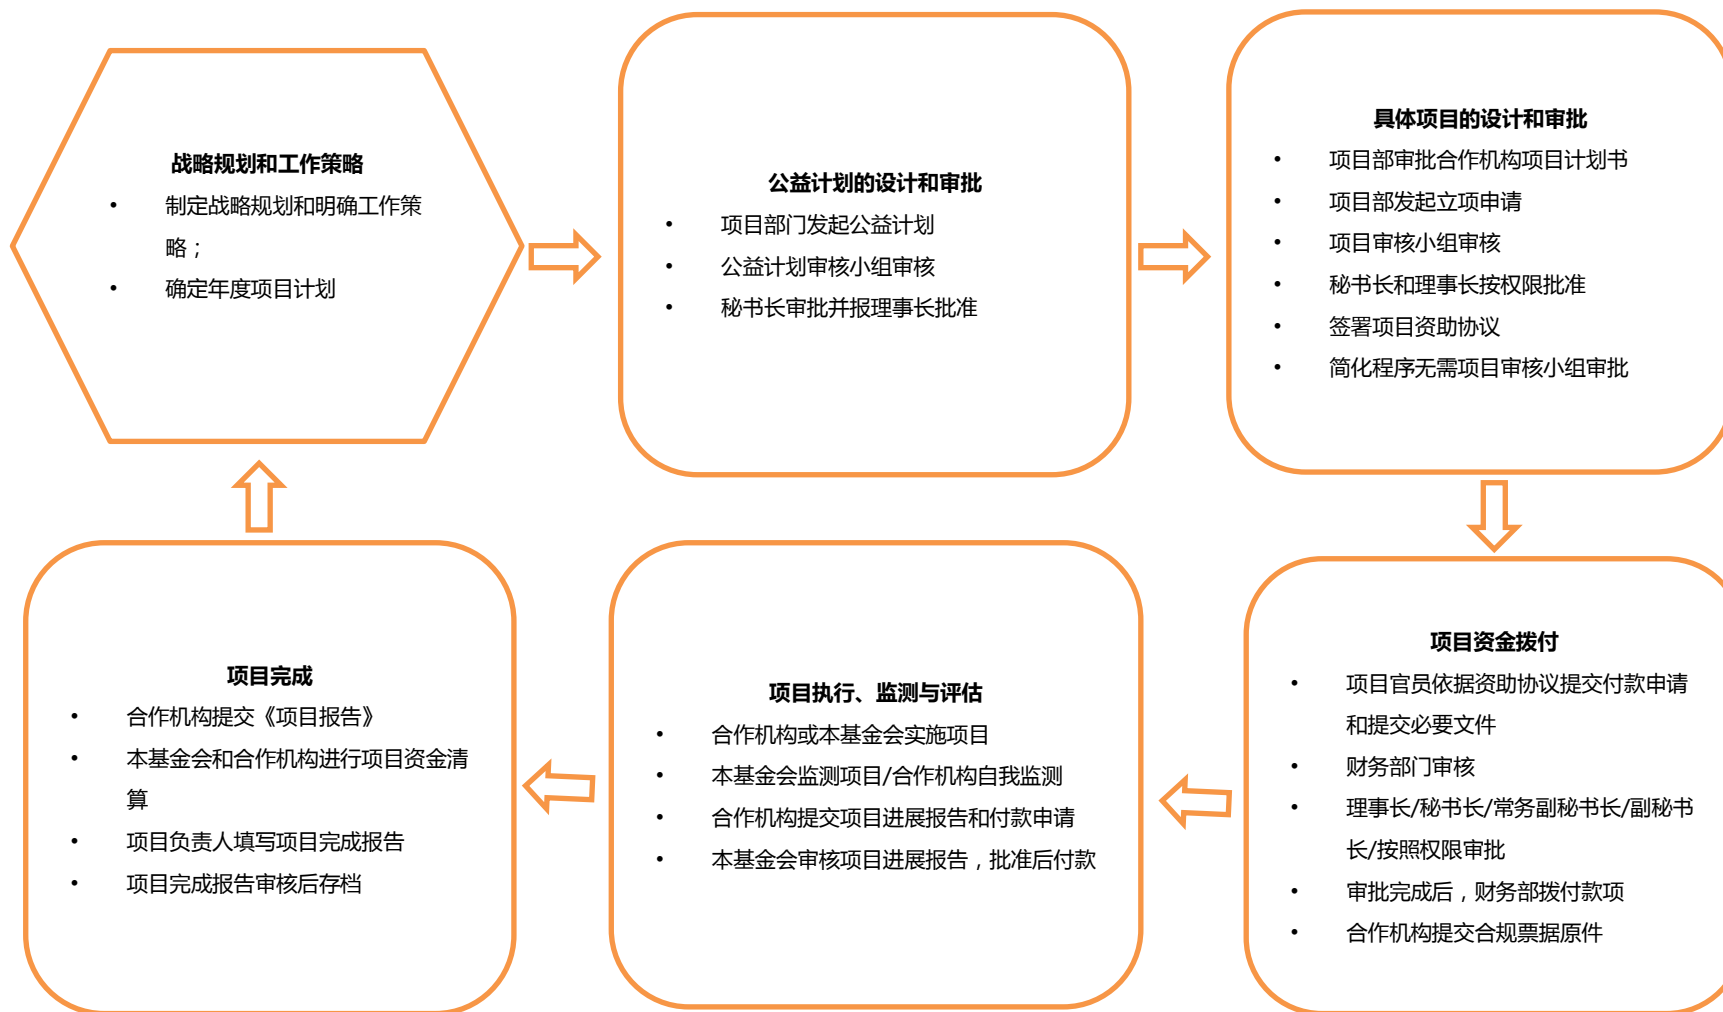 战略规划和工作策略
• 制定战略规划和明确工作策
略；
• 确定年度项目计划
公益计划的设计和审批
• 项目部门发起公益计划
• 公益计划审核小组审核
• 秘书长审批并报理事长批准
具体项目的设计和审批
• 项目部审批合作机构项目计划书
• 项目部发起立项申请
• 项目审核小组审核
• 秘书长和理事长按权限批准
• 签署项目资助协议
• 简化程序无需项目审核小组审批
项目资金拨付
• 项目官员依据资助协议提交付款申请
和提交必要文件
• 财务部门审核
• 理事长/秘书长/常务副秘书长/副秘书
长/按照权限审批
• 审批完成后，财务部拨付款项
• 合作机构提交合规票据原件
项目执行、监测与评估
• 合作机构或本基金会实施项目
• 本基金会监测项目/合作机构自我监测
• 合作机构提交项目进展报告和付款申请
• 本基金会审核项目进展报告，批准后付款
项目完成
• 合作机构提交《项目报告》
• 本基金会和合作机构进行项目资金清
算
• 项目负责人填写项目完成报告
• 项目完成报告审核后存档